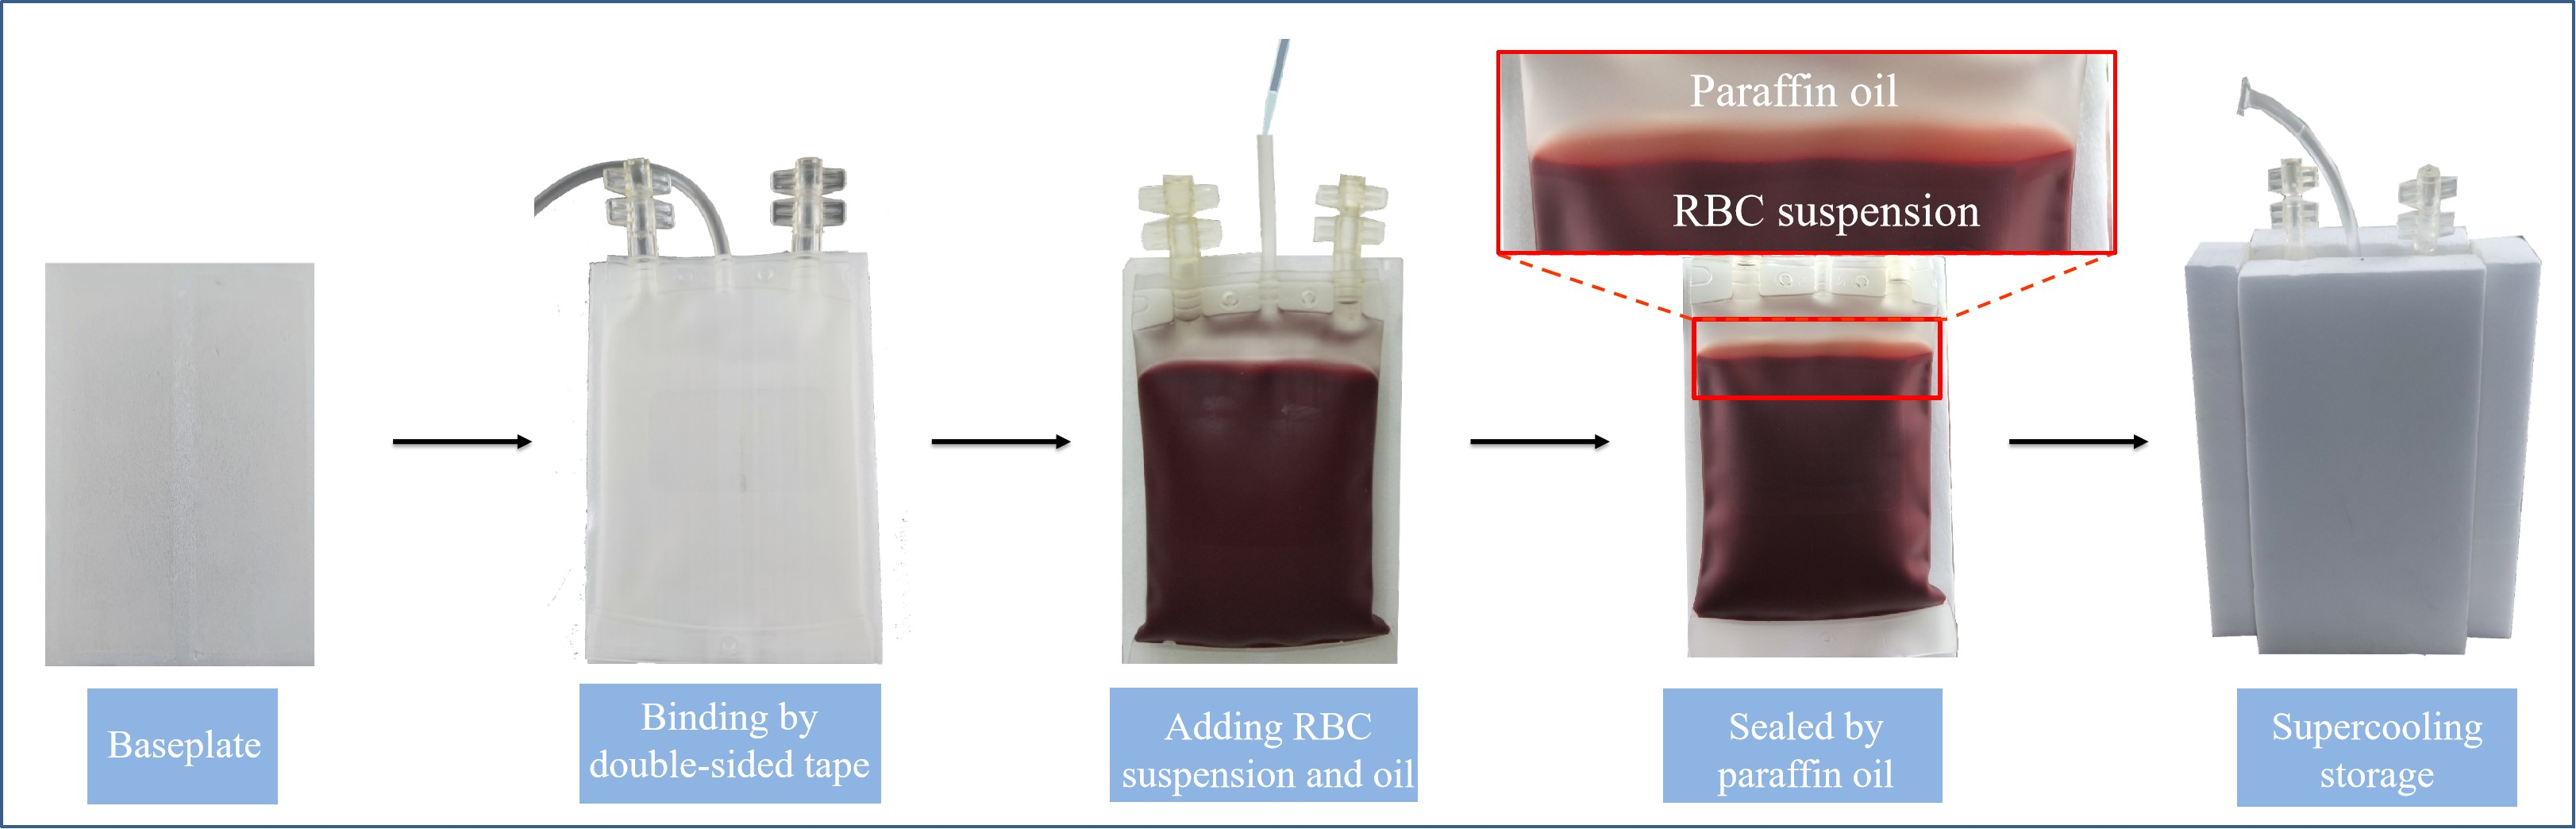 Paraffin oil
RBC suspension
Baseplate
Binding by
double-sided tape
Adding RBC
suspension and oil
Sealed by
paraffin oil
Supercooling
storage